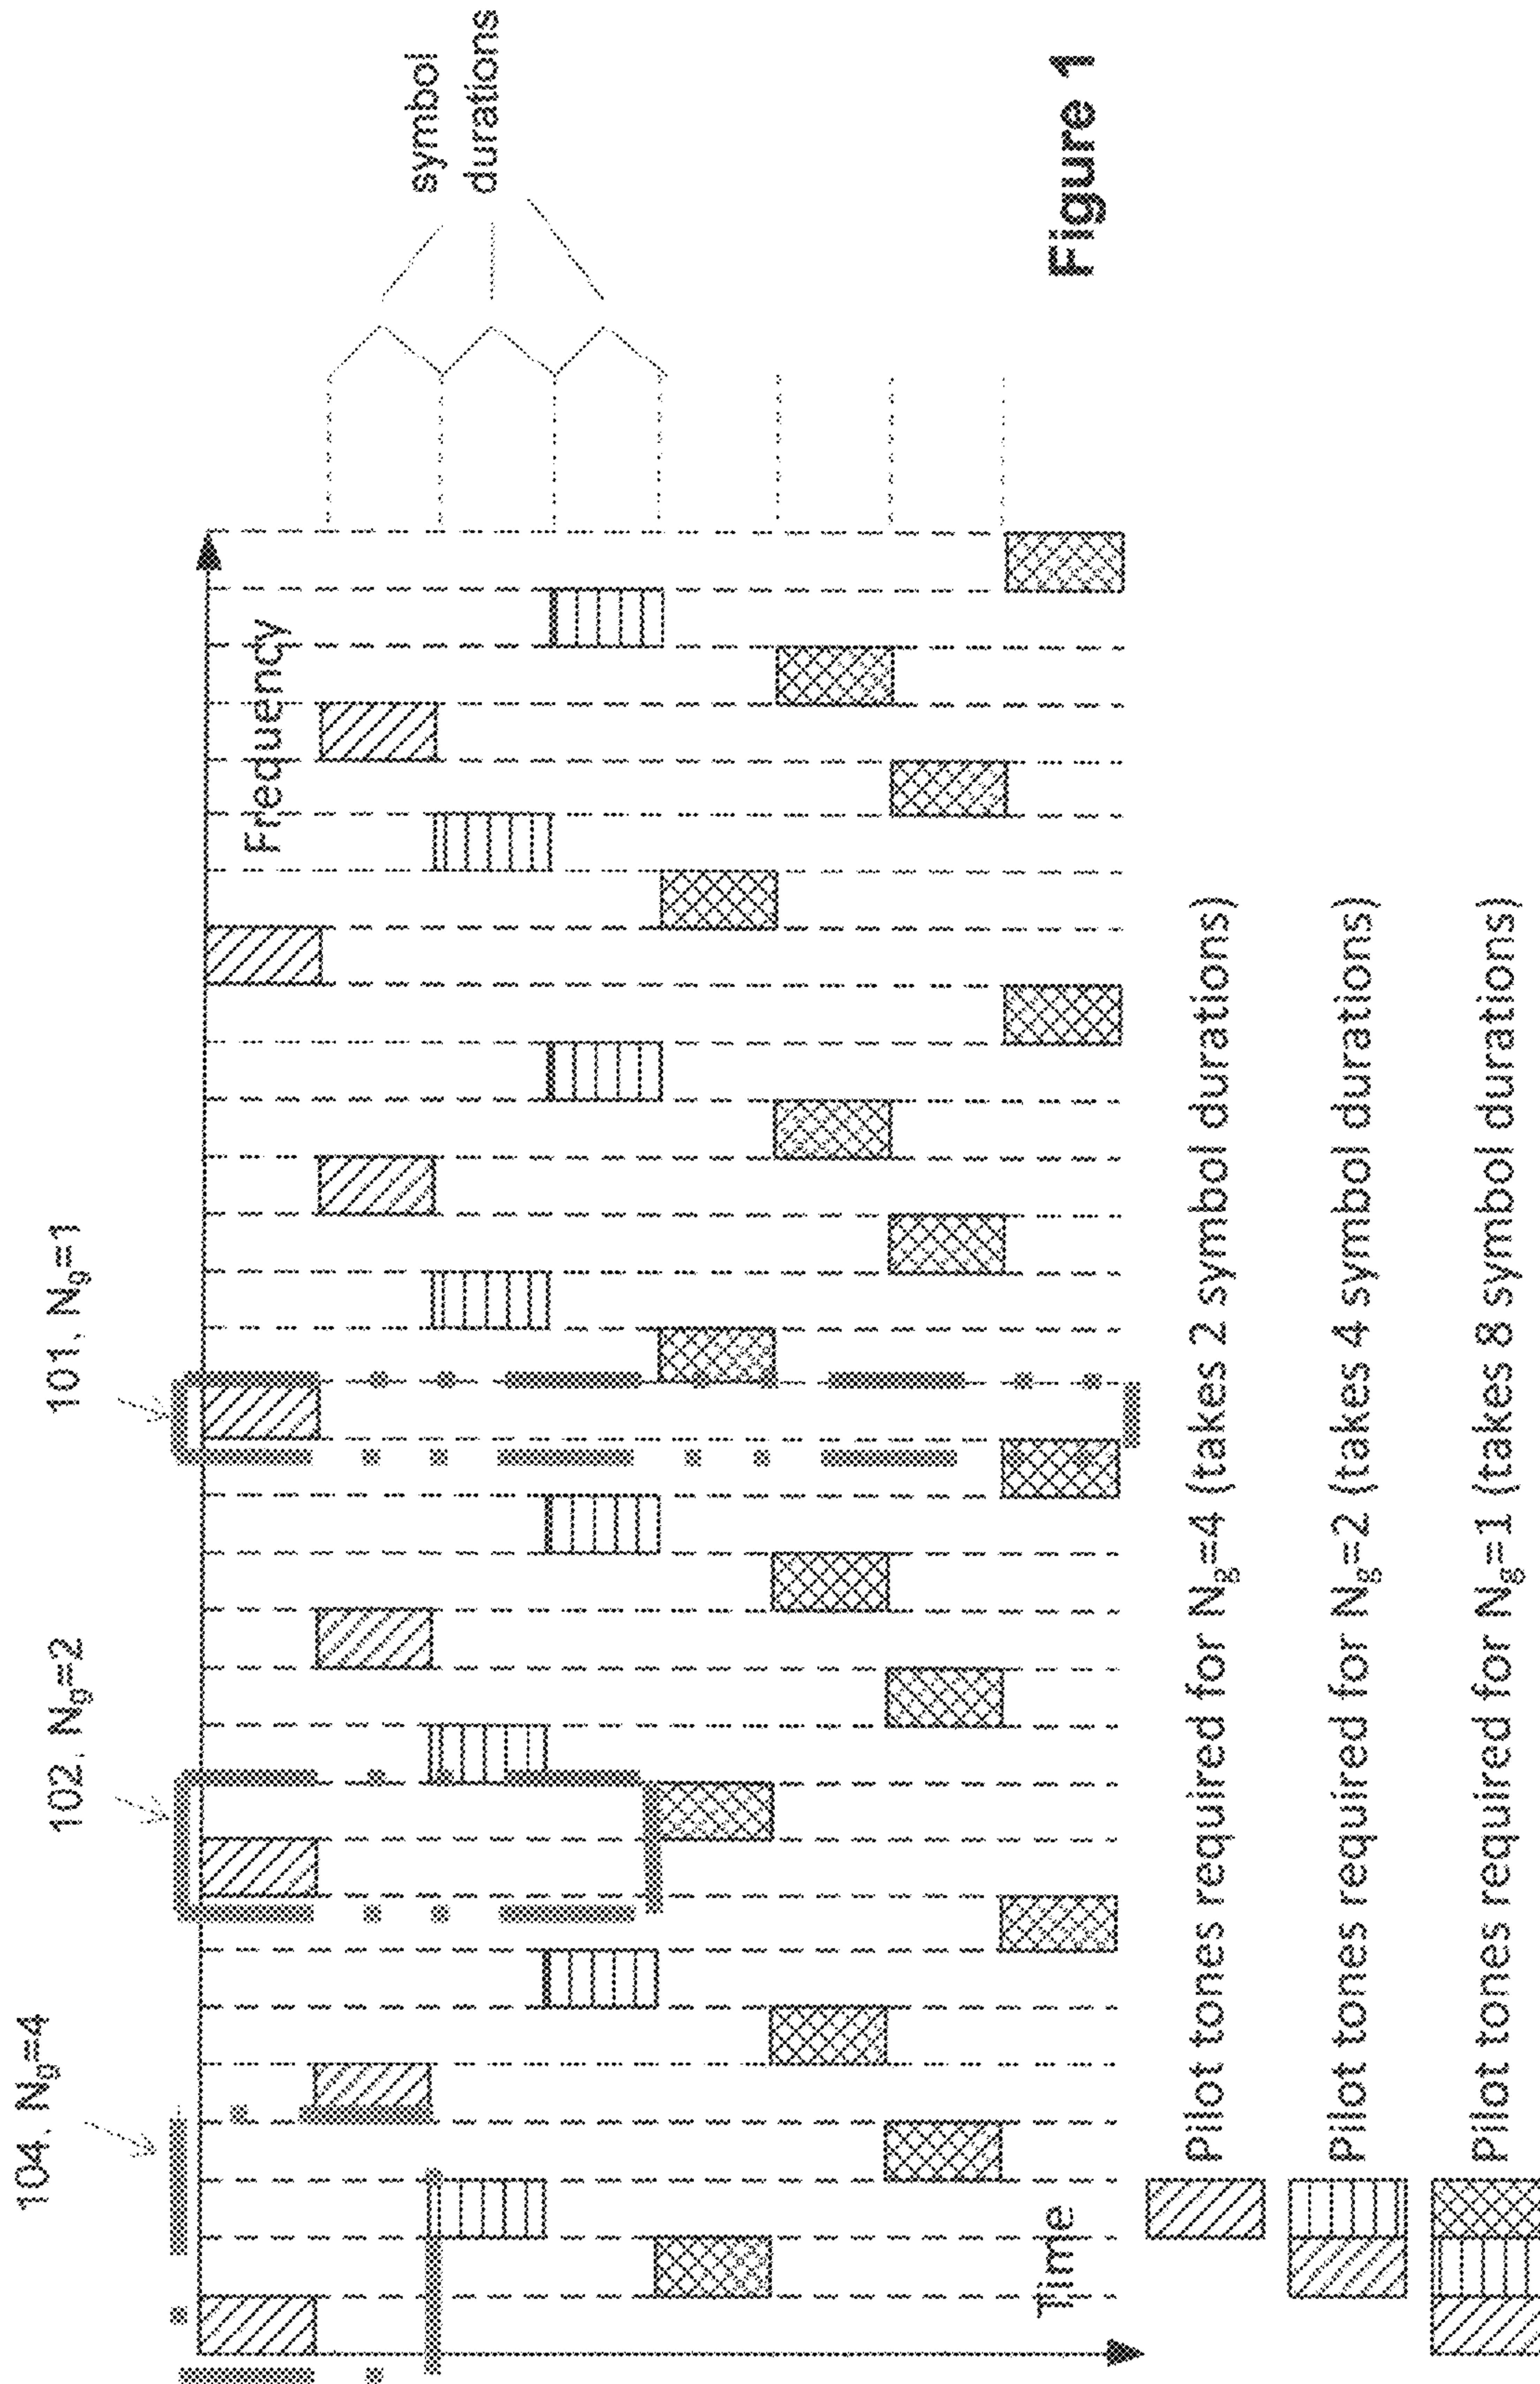 104, Ng=4
102, Ng=2
101, Ng=1
Frequency
Time
symbol
durations
Pilot tones required for Ng=4 (takes 2 symbol durations)
Pilot tones required for Ng=2 (takes 4 symbol durations)
Pilot tones required for Ng=1 (takes 8 symbol durations)
Figure 1